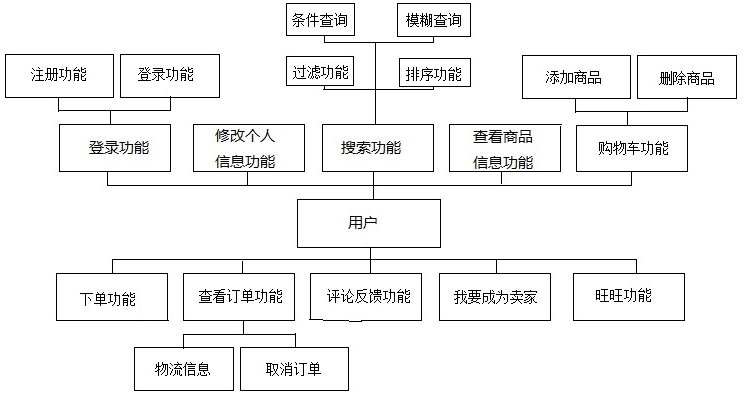 条件查询
模糊查询
注册功能
登录功能
过滤功能
排序功能
添加商品
删除商品
登录功能
修改个人
信息功能
搜索功能
查看商品
信息功能
购物车功能
用户
下单功能
查看订单功能
评论反馈功能
我要成为卖家
旺旺功能
物流信息
取消订单